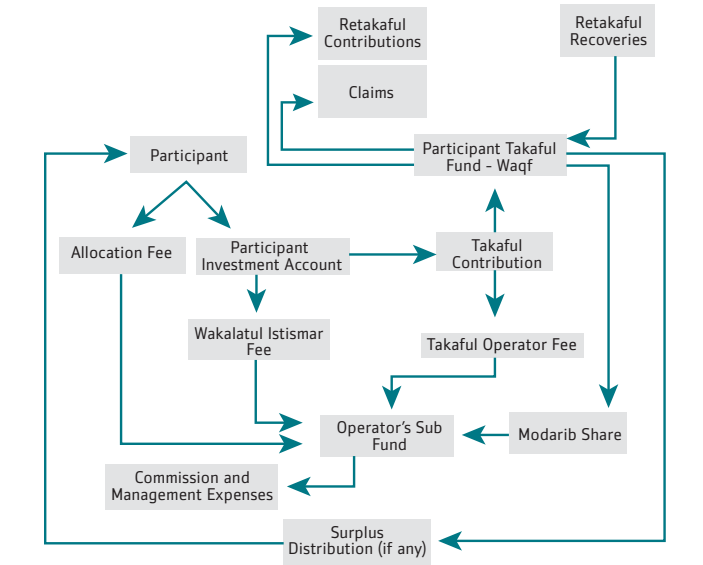 Retakaful
Contributions
Retakaful
Recoveries
Claims
Participant
Participant Takaful
Fund - Waqf
Allocation Fee
Participant
Investment Account
Takaful
Contribution
Wakalatul Istismar
Fee
Takaful Operator Fee
Operator's Sub
Fund
Modarib Share
Commission and
Management Expenses
Surplus
Distribution (if any)